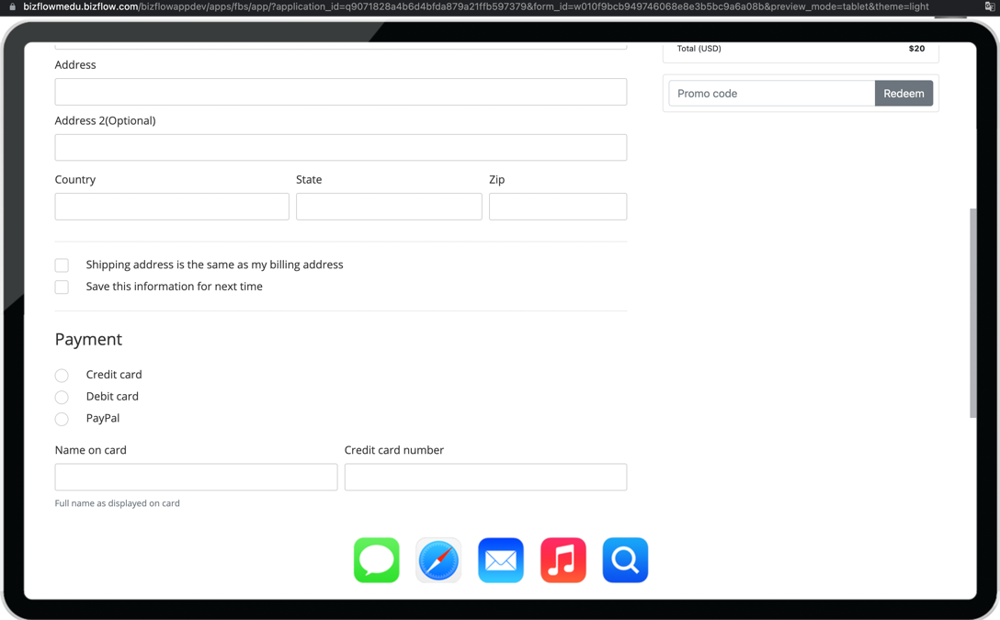 bizflowmedu.bizflow.com/bizflowappdev/apps/fbs/app/?application_id=q9071828a4b6d4bfda879a21ffb597379&form_id=w010f9bcb949746068e8e3b5bc9a6a08b&preview_mode=tablet&theme=light
Total (USD) $20
Promo code Redeem
Address
Address 2(Optional)
Country State Zip
Shipping address is the same as my billing address
Save this information for next time
Payment
Credit card
Debit card
PayPal
Name on card Credit card number
Full name as displayed on card